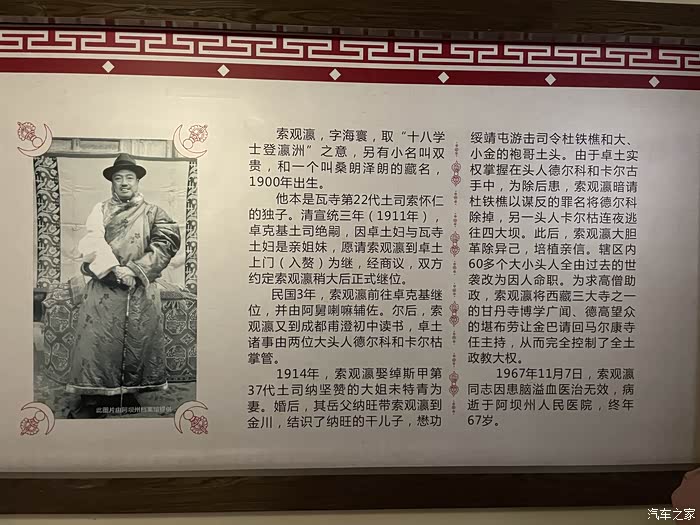 索观瀛，字海寰，取“十八学
士登瀛洲”之意，另有小名叫双
贵，和一个叫桑朗泽朗的藏名，
1900年出生。
他本是瓦寺第22代土司索怀仁
的独子。清宣统三年（1911年），
卓克基土司绝嗣，因卓土妇与瓦寺
土妇是亲姐妹，愿请索观瀛到卓土
上门（入赘）为继，经商议，双方
约定索观瀛稍大后正式继位。
民国3年，索观瀛前往卓克基继
位，并由阿舅喇嘛辅佐。尔后，索
观瀛又到成都甫澄初中读书，卓土
诸事由两位大头人德尔科和卡尔枯
掌管。
1914年，索观瀛娶绰斯甲第
37代土司纳坚赞的大姐未特青为
妻。婚后，其岳父纳旺带索观瀛到
金川，结识了纳旺的干儿子，懋功
绥靖屯游击司令杜铁樵和大、
小金的袍哥土头。由于卓土实
权掌握在头人德尔科和卡尔古
手中，为除后患，索观瀛暗请
杜铁樵以谋反的罪名将德尔科
除掉，另一头人卡尔枯连夜逃
往四大坝。此后，索观瀛大胆
革除异己，培植亲信。辖区内
60多个大小头人全由过去的世
袭改为因人命职。为求高僧助
政，索观瀛将西藏三大寺之一
的甘丹寺博学广闻、德高望众
的堪布劳让金巴请回马尔康寺
任主持，从而完全控制了全土
政教大权。
1967年11月7日，索观瀛
同志因患脑溢血医治无效，病
逝于阿坝州人民医院，终年
67岁。
此图片由阿坝州档案馆提供
汽车之家